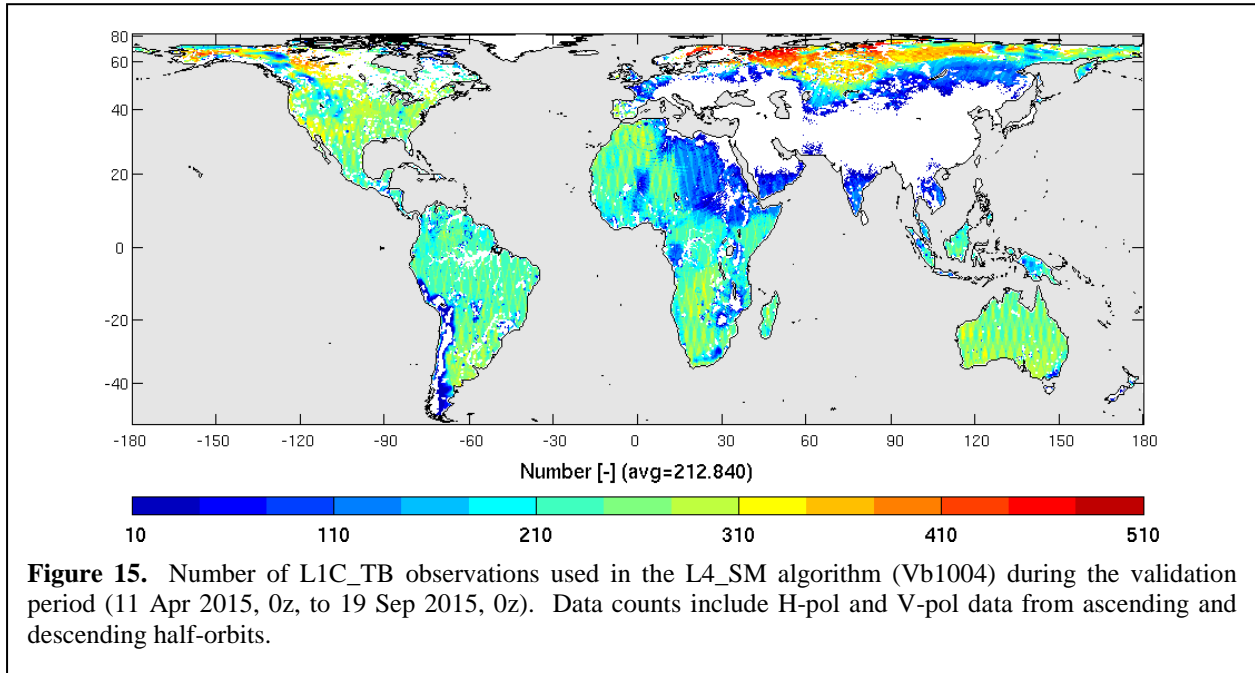 80
60
40
20
0
-20
-40
-180 -150 -120 -90 -60 -30 0 30 60 90 120 150 180
Number [-] (avg=212.840)
10 110 210 310 410 510
Figure 15. Number of L1C_TB observations used in the L4_SM algorithm (Vb1004) during the validation
period (11 Apr 2015, 0z, to 19 Sep 2015, 0z). Data counts include H-pol and V-pol data from ascending and
descending half-orbits.